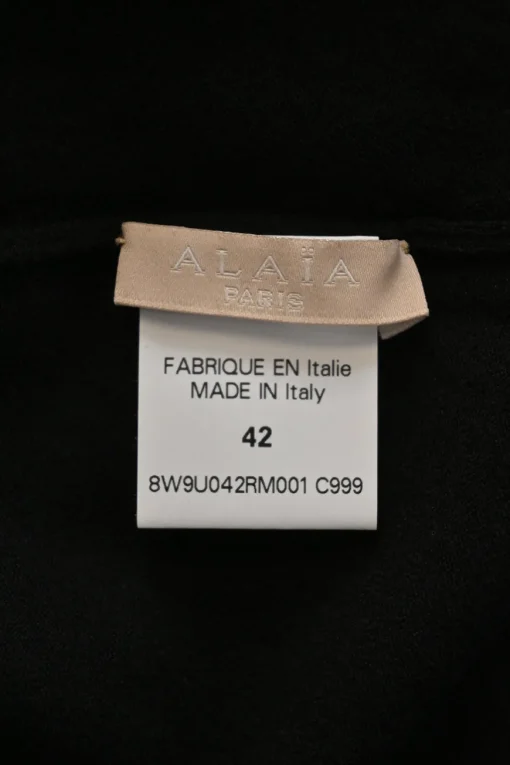 ALAÏA
PARIS
FABRIQUE EN Italie
MADE IN Italy
42
8W9U042RM001 C999